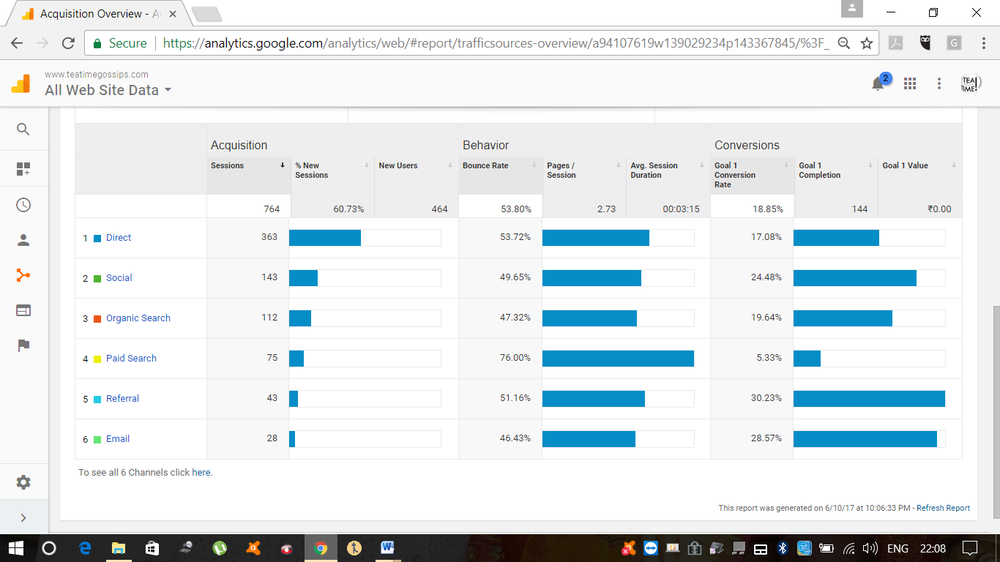 Acquisition Overview - A
Secure https://analytics.google.com/analytics/web/#report/trafficsources-overview/a94107619w139029234p143367845/%3F_
G
www.teatimegossips.com
All Web Site Data
2
TEA
TIME!
Acquisition Behavior Conversions
Sessions % New Sessions New Users Bounce Rate Pages / Session Avg. Session Duration Goal 1 Conversion Rate Goal 1 Completion Goal 1 Value
764 60.73% 464 53.80% 2.73 00:03:15 18.85% 144 ₹0.00
1 Direct 363 53.72% 17.08%
2 Social 143 49.65% 24.48%
3 Organic Search 112 47.32% 19.64%
4 Paid Search 75 76.00% 5.33%
5 Referral 43 51.16% 30.23%
6 Email 28 46.43% 28.57%
To see all 6 Channels click here.
This report was generated on 6/10/17 at 10:06:33 PM - Refresh Report
ENG 22:08